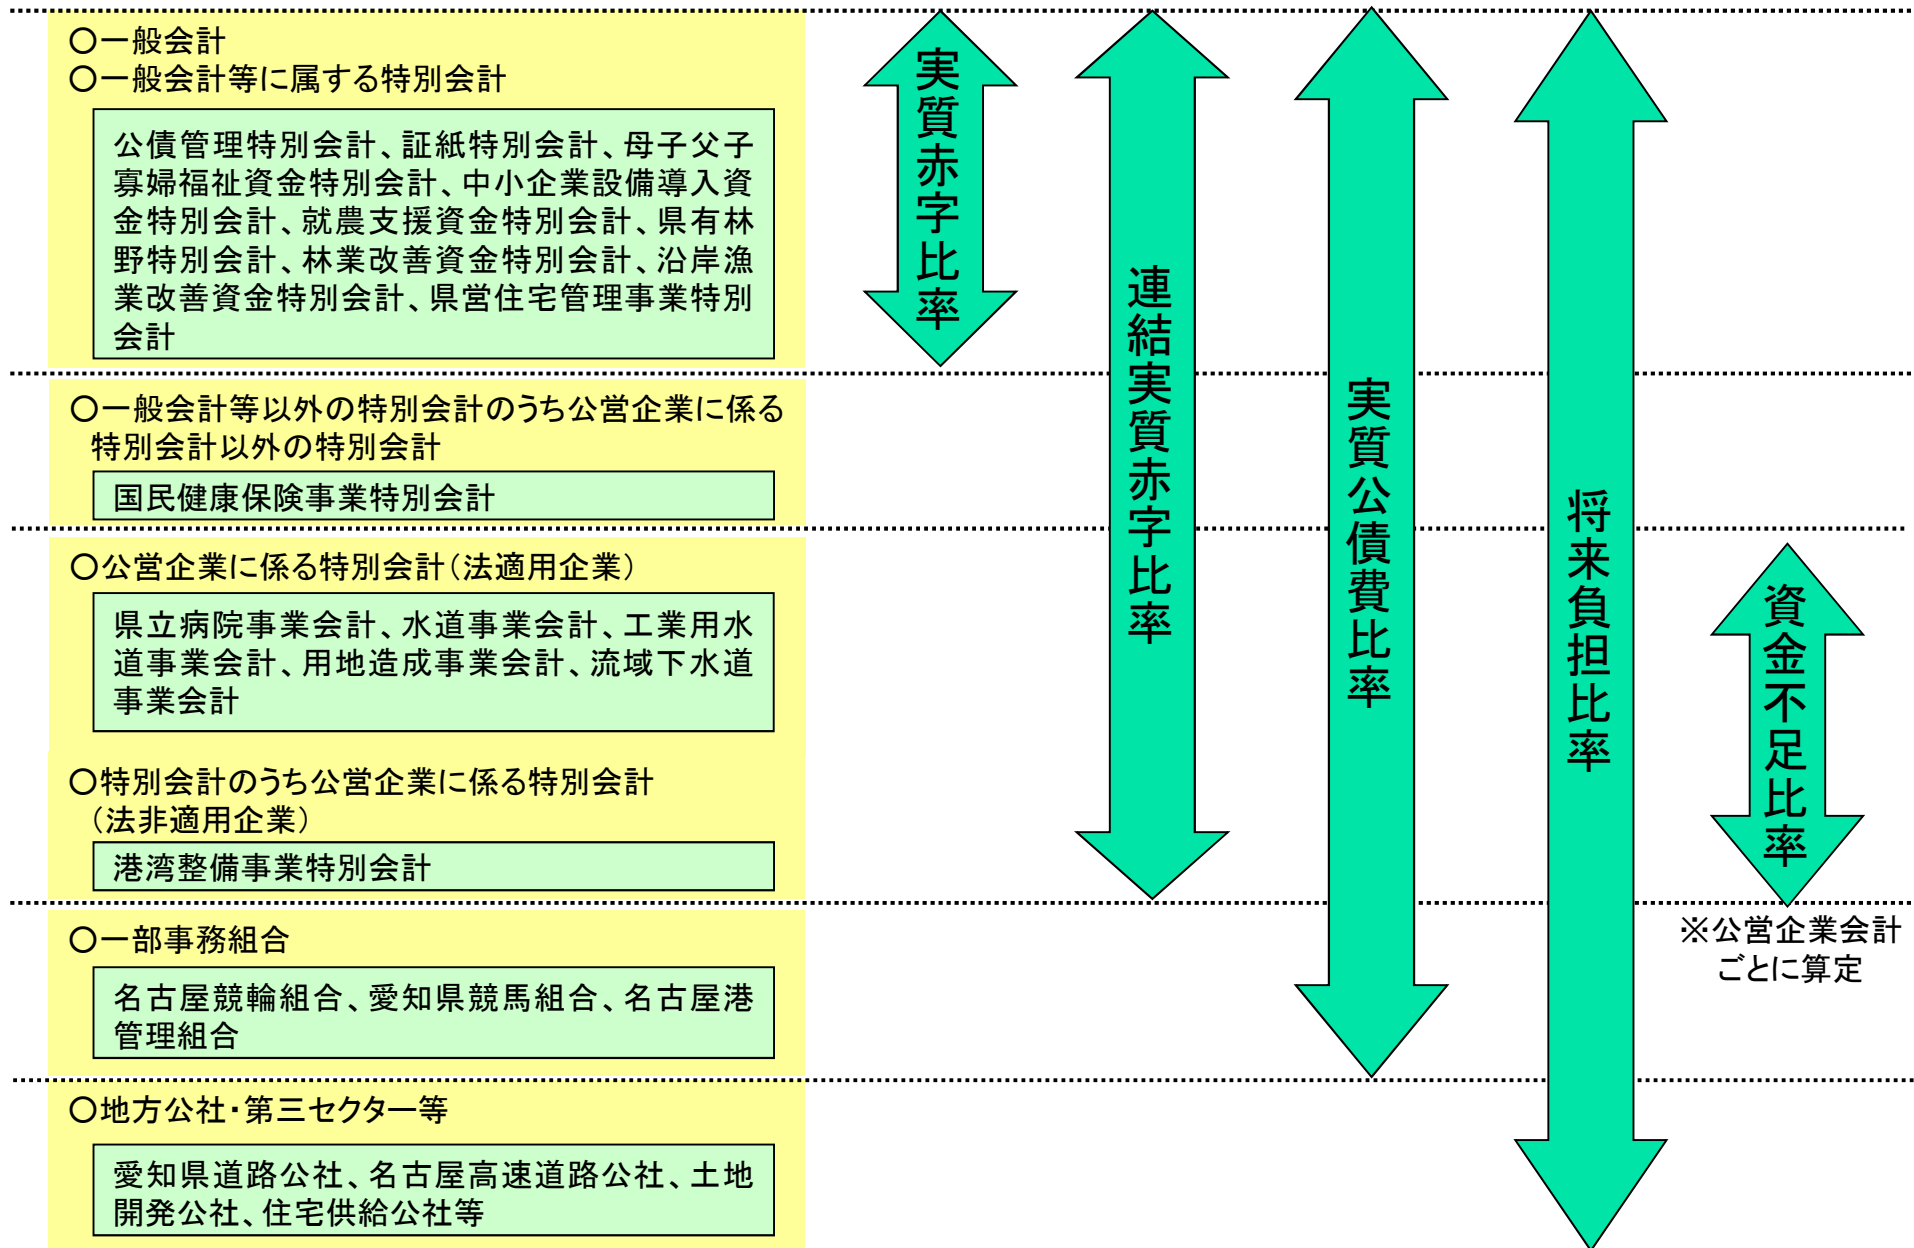 〇一般会計
〇一般会計等に属する特別会計
公債管理特別会計、証紙特別会計、母子父子
寡婦福祉資金特別会計、中小企業設備導入資
金特別会計、就農支援資金特別会計、県有林
野特別会計、林業改善資金特別会計、沿岸漁
業改善資金特別会計、県営住宅管理事業特別
会計
〇一般会計等以外の特別会計のうち公営企業に係る
特別会計以外の特別会計
国民健康保険事業特別会計
〇公営企業に係る特別会計(法適用企業)
県立病院事業会計、水道事業会計、工業用水
道事業会計、用地造成事業会計、流域下水道
事業会計
〇特別会計のうち公営企業に係る特別会計
(法非適用企業)
港湾整備事業特別会計
〇一部事務組合
名古屋競輪組合、愛知県競馬組合、名古屋港
管理組合
〇地方公社・第三セクター等
愛知県道路公社、名古屋高速道路公社、土地
開発公社、住宅供給公社等
実質赤字比率
連結実質赤字比率
実質公債費比率
将来負担比率
資金不足比率
※公営企業会計
ごとに算定